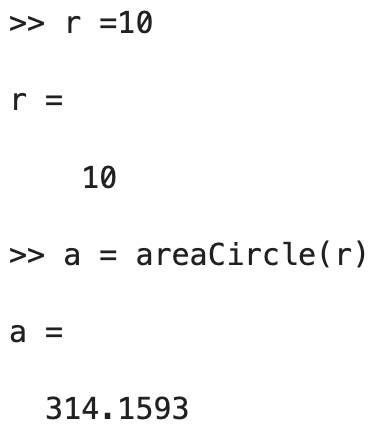 >> r =10
r =
10
>> a = areaCircle(r)
a =
314.1593